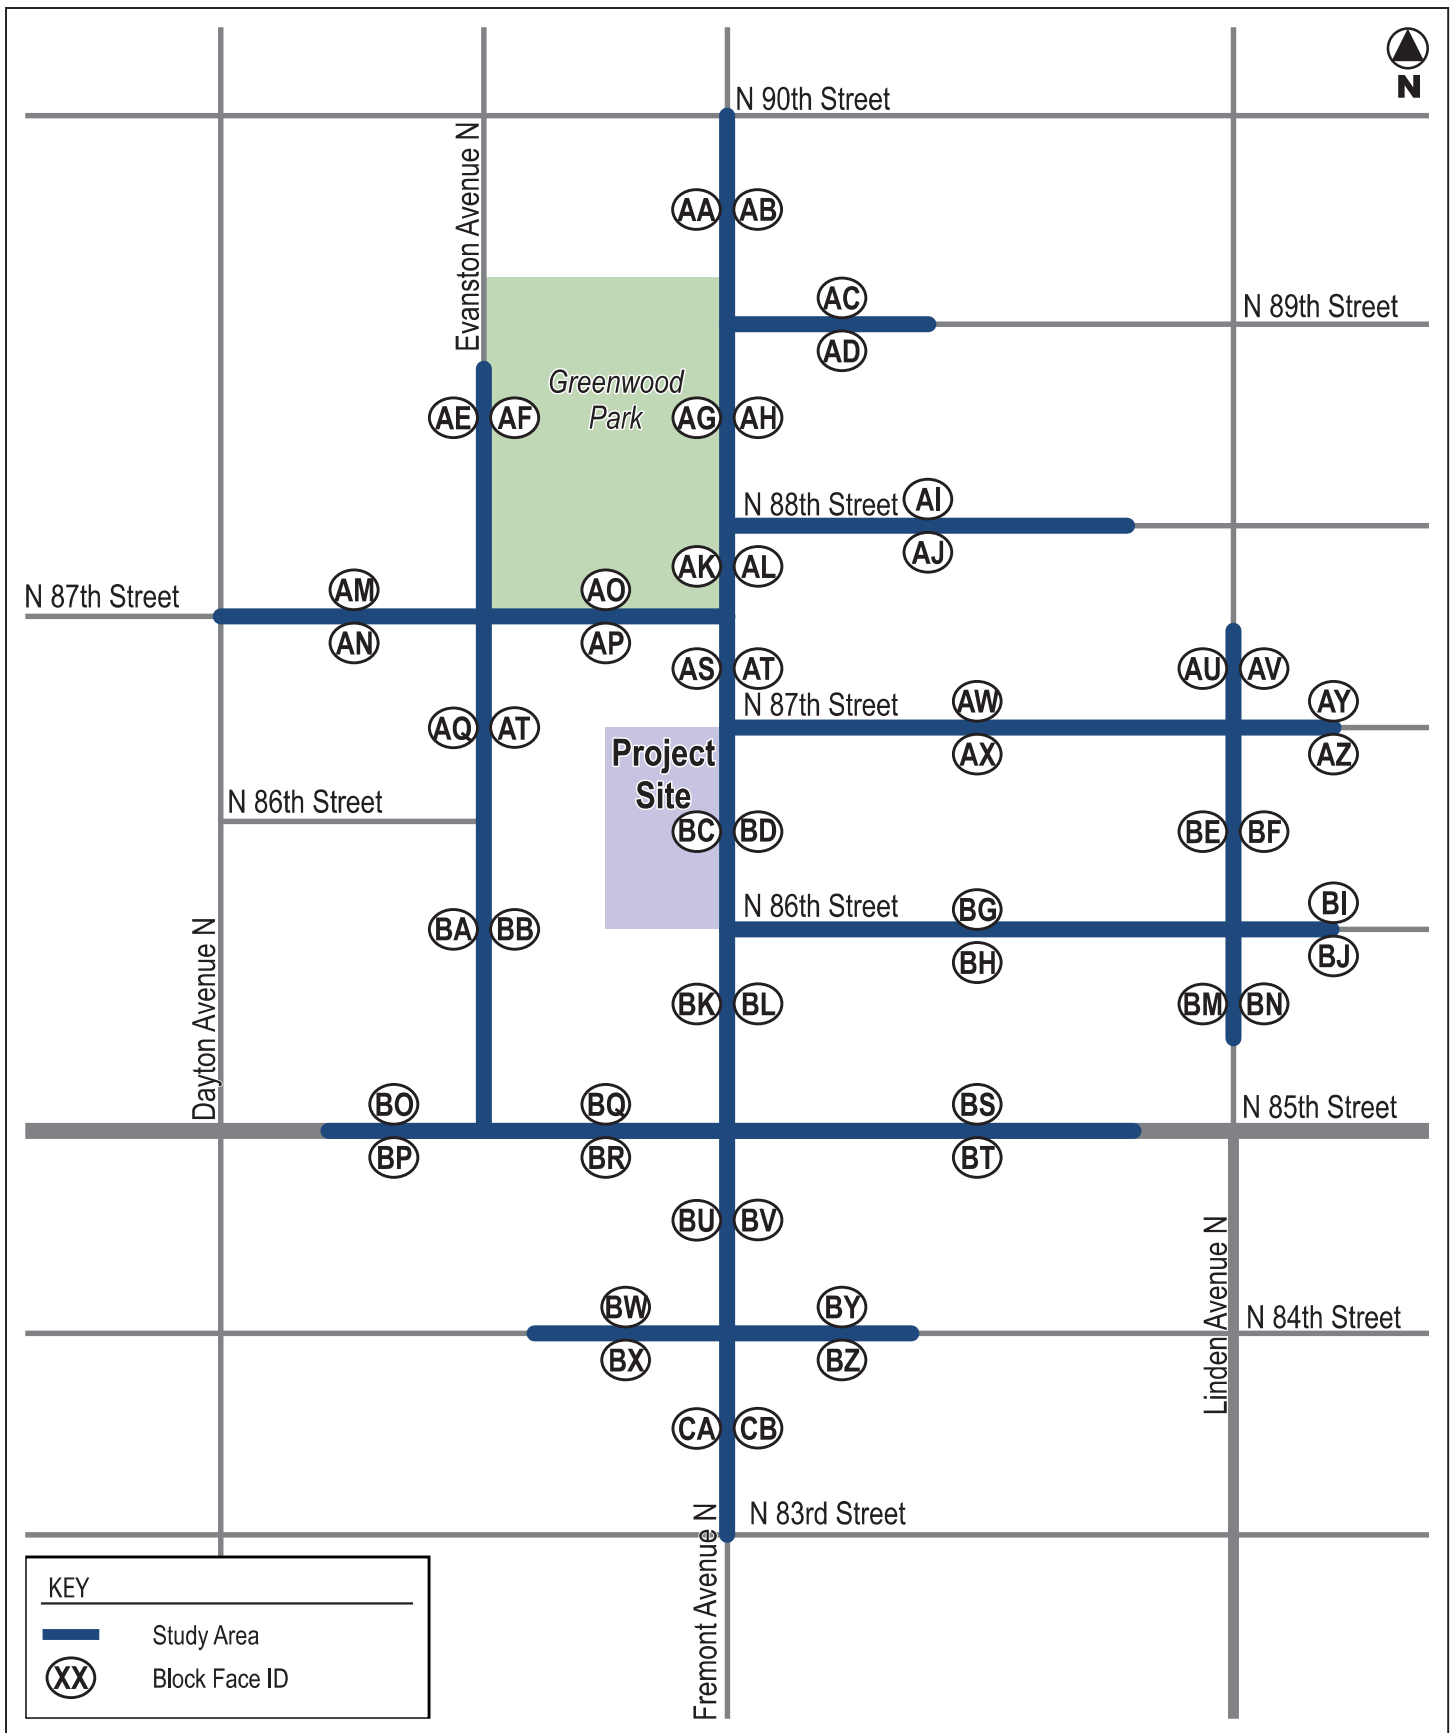 N
N 90th Street
Evanston Avenue N
AA
AB
AC
N 89th Street
AD
Greenwood
Park
AE
AF
AG
AH
N 88th Street
AI
AJ
AK
AL
N 87th Street
AM
AO
AN
AP
AS
AT
AU
AV
N 87th Street
AW
AY
AQ
AT
AX
AZ
Project
Site
N 86th Street
BC
BD
BE
BF
N 86th Street
BG
BI
BA
BB
BH
BJ
Dayton Avenue N
BK
BL
BM
BN
BO
BQ
BS
N 85th Street
BP
BR
BT
BU
BV
Linden Avenue N
BW
BY
N 84th Street
BX
BZ
CA
CB
N 83rd Street
Fremont Avenue N
KEY
Study Area
XX
Block Face ID